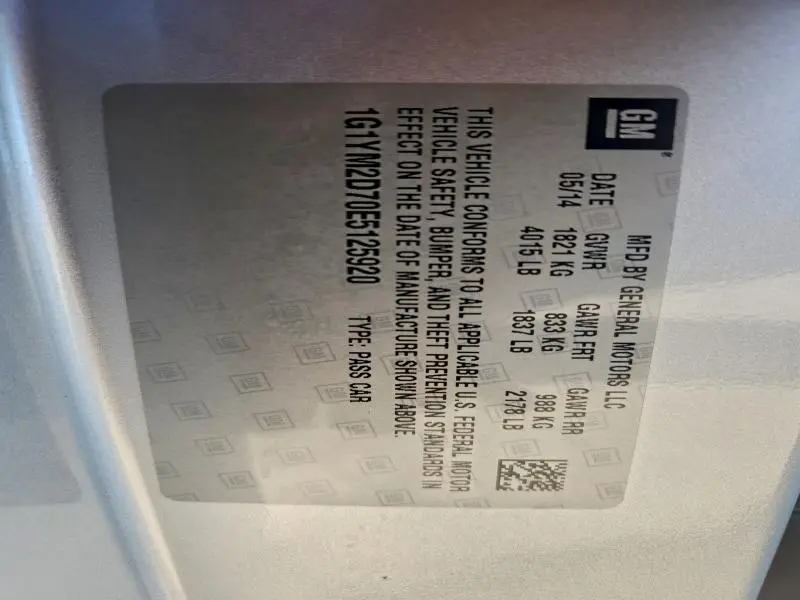 GM
MFD BY GENERAL MOTORS LLC
DATE GVWR GAWR FRT GAWR RR
05/14 1821 KG 833 KG 988 KG
4015 LB 1837 LB 2178 LB
THIS VEHICLE CONFORMS TO ALL APPLICABLE U.S. FEDERAL MOTOR
VEHICLE SAFETY, BUMPER, AND THEFT PREVENTION STANDARDS IN
EFFECT ON THE DATE OF MANUFACTURE SHOWN ABOVE.
1G1YM2D70E5125920 TYPE: PASS CAR